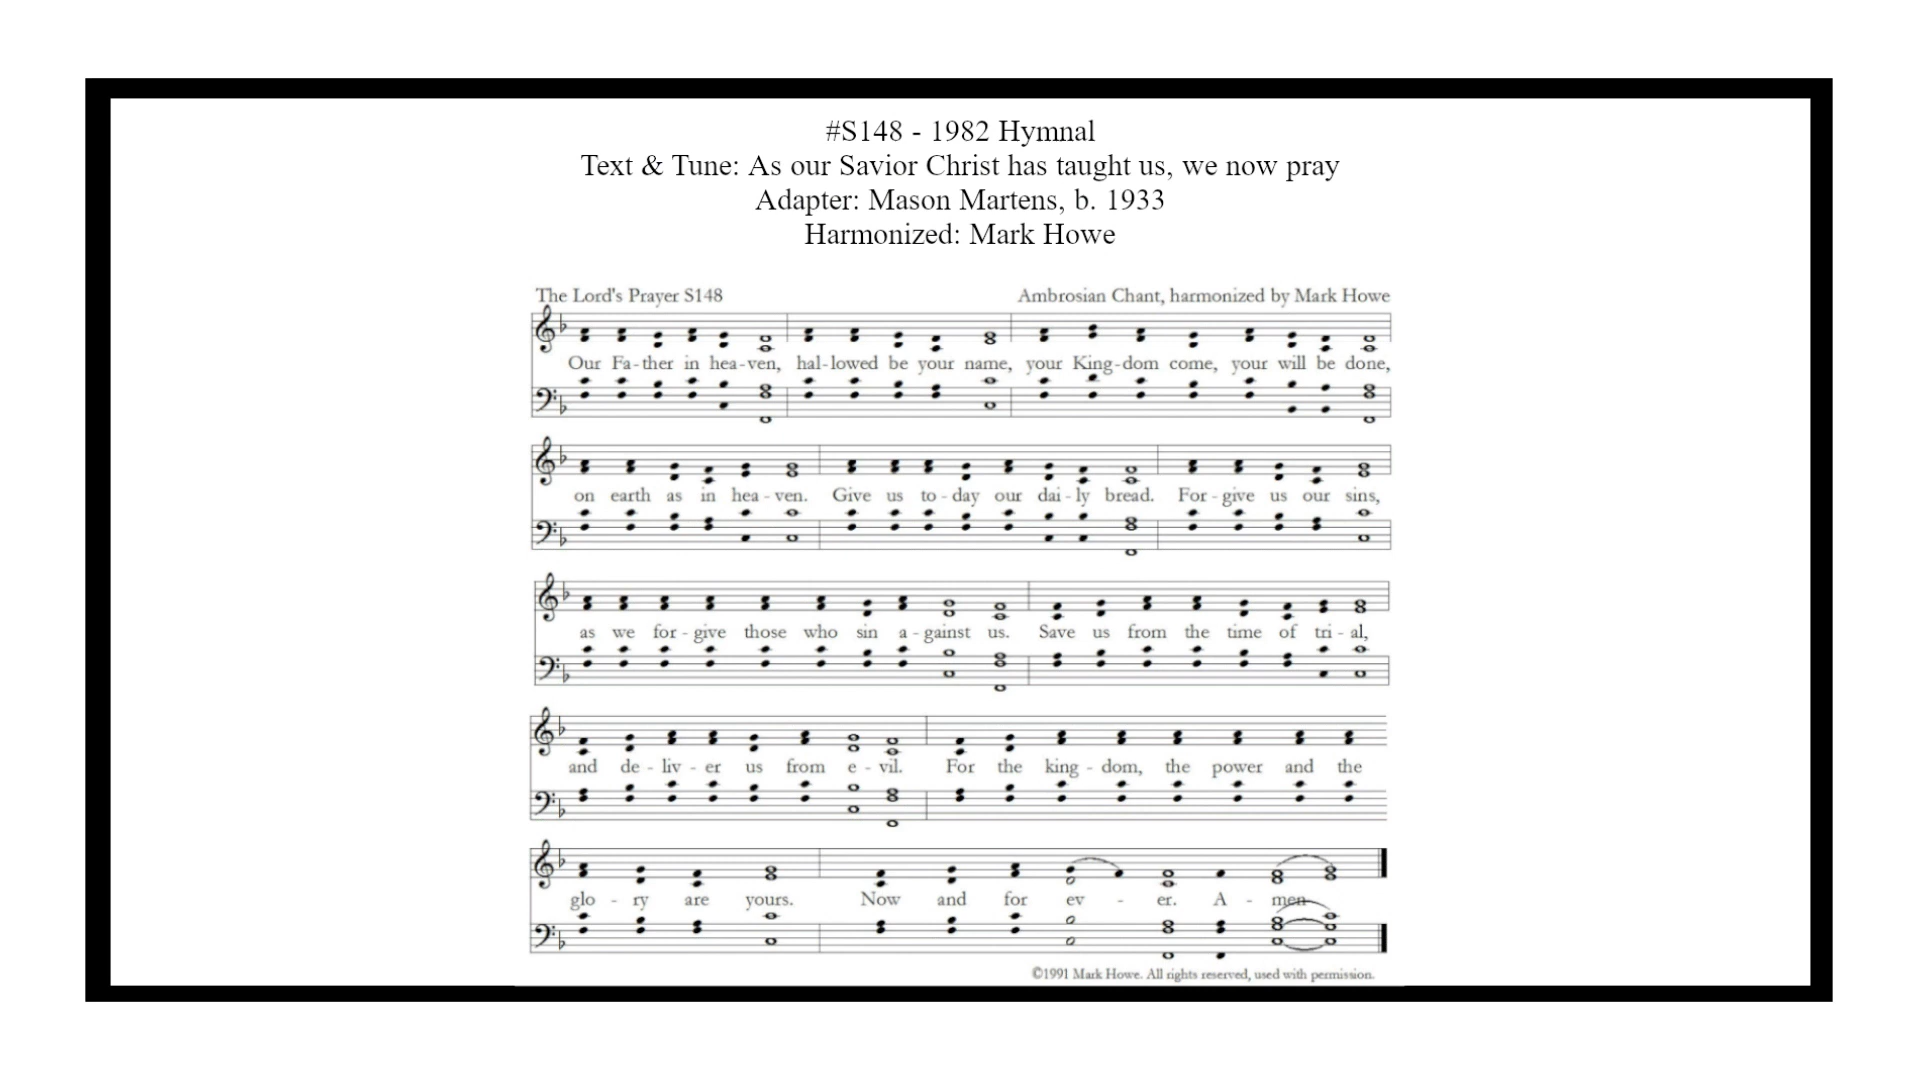 #S148 - 1982 Hymnal
Text & Tune: As our Savior Christ has taught us, we now pray
Adapter: Mason Martens, b. 1933
Harmonized: Mark Howe
The Lord's Prayer S148 Ambrosian Chant, harmonized by Mark Howe
Our Fa-ther in hea-ven, hal-lowed be your name, your King-dom come, your will be done,
on earth as in hea-ven. Give us to-day our dai-ly bread. For-give us our sins,
as we for-give those who sin a-gainst us. Save us from the time of tri-al,
and de-liv-er us from e-vil. For the king-dom, the power and the
glo-ry are yours. Now and for ev-er. A-men
©1991 Mark Howe. All rights reserved, used with permission.